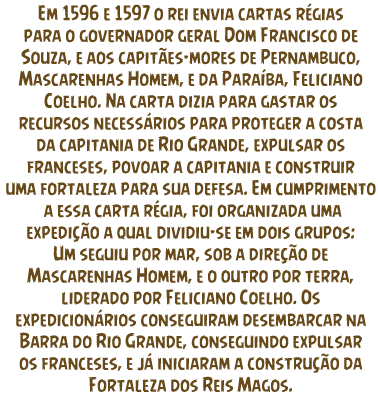 Em 1596 e 1597 o rei envia cartas régias
para o governador geral Dom Francisco de
Souza, e aos capitães-mores de Pernambuco,
Mascarenhas Homem, e da Paraíba, Feliciano
Coelho. Na carta dizia para gastar os
recursos necessários para proteger a costa
da capitania de Rio Grande, expulsar os
franceses, povoar a capitania e construir
uma fortaleza para sua defesa. Em cumprimento
a essa carta régia, foi organizada uma
expedição a qual dividiu-se em dois grupos:
Um seguiu por mar, sob a direção de
Mascarenhas Homem, e o outro por terra,
liderado por Feliciano Coelho. Os
expedicionários conseguiram desembarcar na
Barra do Rio Grande, conseguindo expulsar
os franceses, e já iniciaram a construção da
Fortaleza dos Reis Magos.